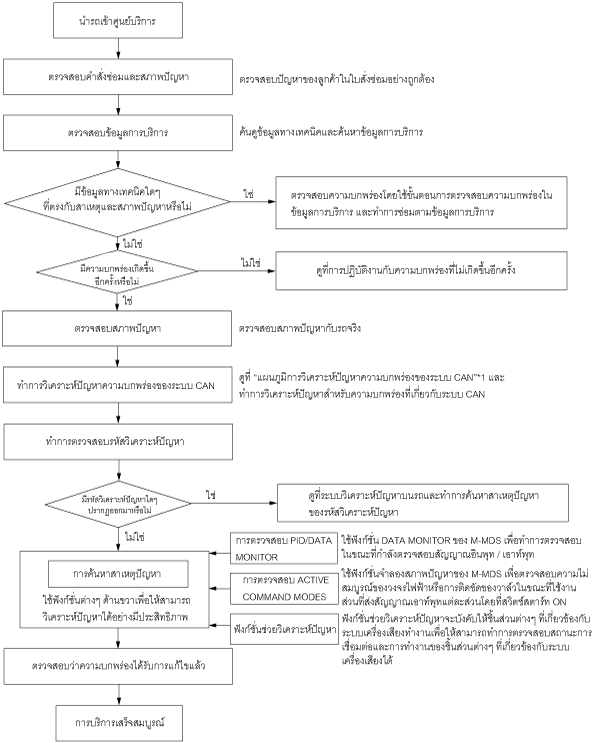 นำรถเข้าศูนย์บริการ
ตรวจสอบคำสั่งซ่อมและสภาพปัญหา
ตรวจสอบปัญหาของลูกค้าในใบสั่งซ่อมอย่างถูกต้อง
ตรวจสอบข้อมูลการบริการ
ค้นดูข้อมูลทางเทคนิคและค้นหาข้อมูลการบริการ
มีข้อมูลทางเทคนิคใดๆ
ที่ตรงกับสาเหตุและสภาพปัญหาหรือไม่
ใช่
ตรวจสอบความบกพร่องโดยใช้ขั้นตอนการตรวจสอบความบกพร่องใน
ข้อมูลการบริการ และทำการซ่อมตามข้อมูลการบริการ
ไม่ใช่
มีความบกพร่องเกิดขึ้น
อีกครั้งหรือไม่
ไม่ใช่
ดูที่การปฏิบัติงานกับความบกพร่องที่ไม่เกิดขึ้นอีกครั้ง
ใช่
ตรวจสอบสภาพปัญหา
ตรวจสอบสภาพปัญหากับรถจริง
ทำการวิเคราะห์ปัญหาความบกพร่องของระบบ CAN
ดูที่ "แผนภูมิการวิเคราะห์ปัญหาความบกพร่องของระบบ CAN"*1 และ
ทำการวิเคราะห์ปัญหาสำหรับความบกพร่องที่เกี่ยวกับระบบ CAN
ทำการตรวจสอบรหัสวิเคราะห์ปัญหา
มีรหัสวิเคราะห์ปัญหาใดๆ
ปรากฏออกมาหรือไม่
ใช่
ดูที่ระบบวิเคราะห์ปัญหาบนรถและทำการค้นหาสาเหตุปัญหา
ของรหัสวิเคราะห์ปัญหา
ไม่ใช่
การตรวจสอบ PID/DATA
MONITOR
ใช้ฟังก์ชั่น DATA MONITOR ของ M-MDS เพื่อทำการตรวจสอบ
ในขณะที่กำลังตรวจสอบสัญญาณอินพุท / เอาท์พุท
การค้นหาสาเหตุปัญหา
ใช้ฟังก์ชั่นต่างๆ ด้านขวาเพื่อให้สามารถ
วิเคราะห์ปัญหาได้อย่างมีประสิทธิภาพ
การตรวจสอบ ACTIVE
COMMAND MODES
ใช้ฟังก์ชั่นจำลองสภาพปัญหาของ M-MDS เพื่อตรวจสอบความไม่
สมบูรณ์ของวงจรไฟฟ้าหรือการติดขัดของวาล์วในขณะที่ใช้งาน
ส่วนที่ส่งสัญญาณเอาท์พุทแต่ละส่วนโดยที่สวิตช์สตาร์ท ON
ฟังก์ชั่นช่วยวิเคราะห์ปัญหา
ฟังก์ชั่นช่วยวิเคราะห์ปัญหาจะบังคับให้ชิ้นส่วนต่างๆ ที่เกี่ยวข้องกับ
ระบบเครื่องเสียงทำงานเพื่อให้สามารถทำการตรวจสอบสถานะการ
เชื่อมต่อและการทำงานของชิ้นส่วนต่างๆ ที่เกี่ยวข้องกับระบบ
เครื่องเสียงได้
ตรวจสอบว่าความบกพร่องได้รับการแก้ไขแล้ว
การบริการเสร็จสมบูรณ์